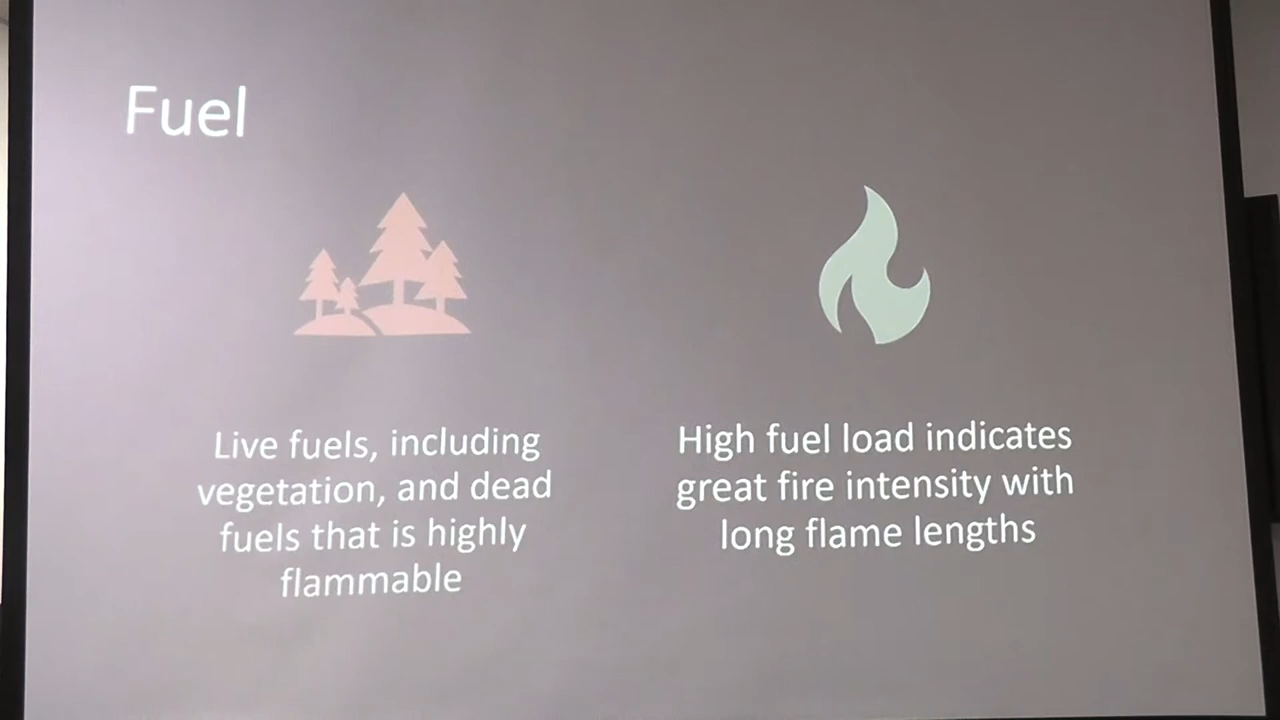 Fuel
Live fuels, including
vegetation, and dead
fuels that is highly
flammable
High fuel load indicates
great fire intensity with
long flame lengths